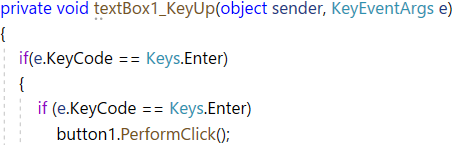 private void textBox1_KeyUp(object sender, KeyEventArgs e)
{
if(e.KeyCode == Keys.Enter)
{
if (e.KeyCode == Keys.Enter)
button1.PerformClick();